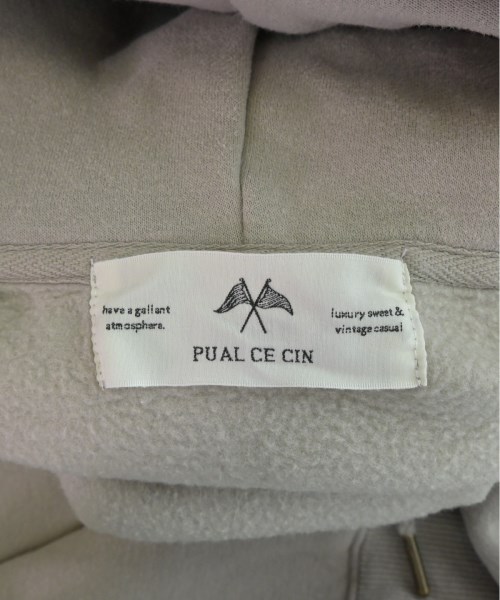 have a gallant
atmosphere.
luxury sweet &
vintage casual
PUAL CE CIN